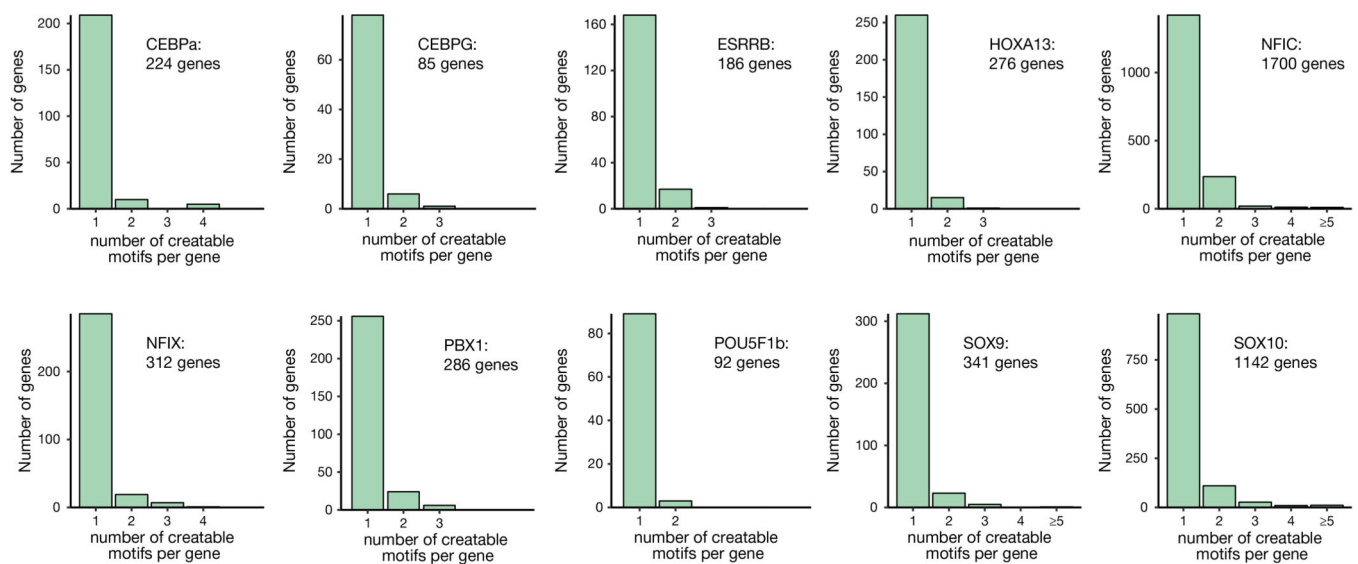 Number of genes
200
150
100
50
0
CEBPa:
224 genes
1 2 3 4
number of creatable
motifs per gene
Number of genes
60
40
20
0
CEBPG:
85 genes
1 2 3
number of creatable
motifs per gene
Number of genes
160
120
80
40
0
ESRRB:
186 genes
1 2 3
number of creatable
motifs per gene
Number of genes
250
200
150
100
50
0
HOXA13:
276 genes
1 2 3
number of creatable
motifs per gene
Number of genes
1000
500
0
NFIC:
1700 genes
1 2 3 4 ≥5
number of creatable
motifs per gene
Number of genes
200
100
0
NFIX:
312 genes
1 2 3 4
number of creatable
motifs per gene
Number of genes
250
200
150
100
50
0
PBX1:
286 genes
1 2 3
number of creatable
motifs per gene
Number of genes
80
60
40
20
0
POU5F1b:
92 genes
1 2
number of creatable
motifs per gene
Number of genes
300
200
100
0
SOX9:
341 genes
1 2 3 4 ≥5
number of creatable
motifs per gene
Number of genes
750
500
250
0
SOX10:
1142 genes
1 2 3 4 ≥5
number of creatable
motifs per gene